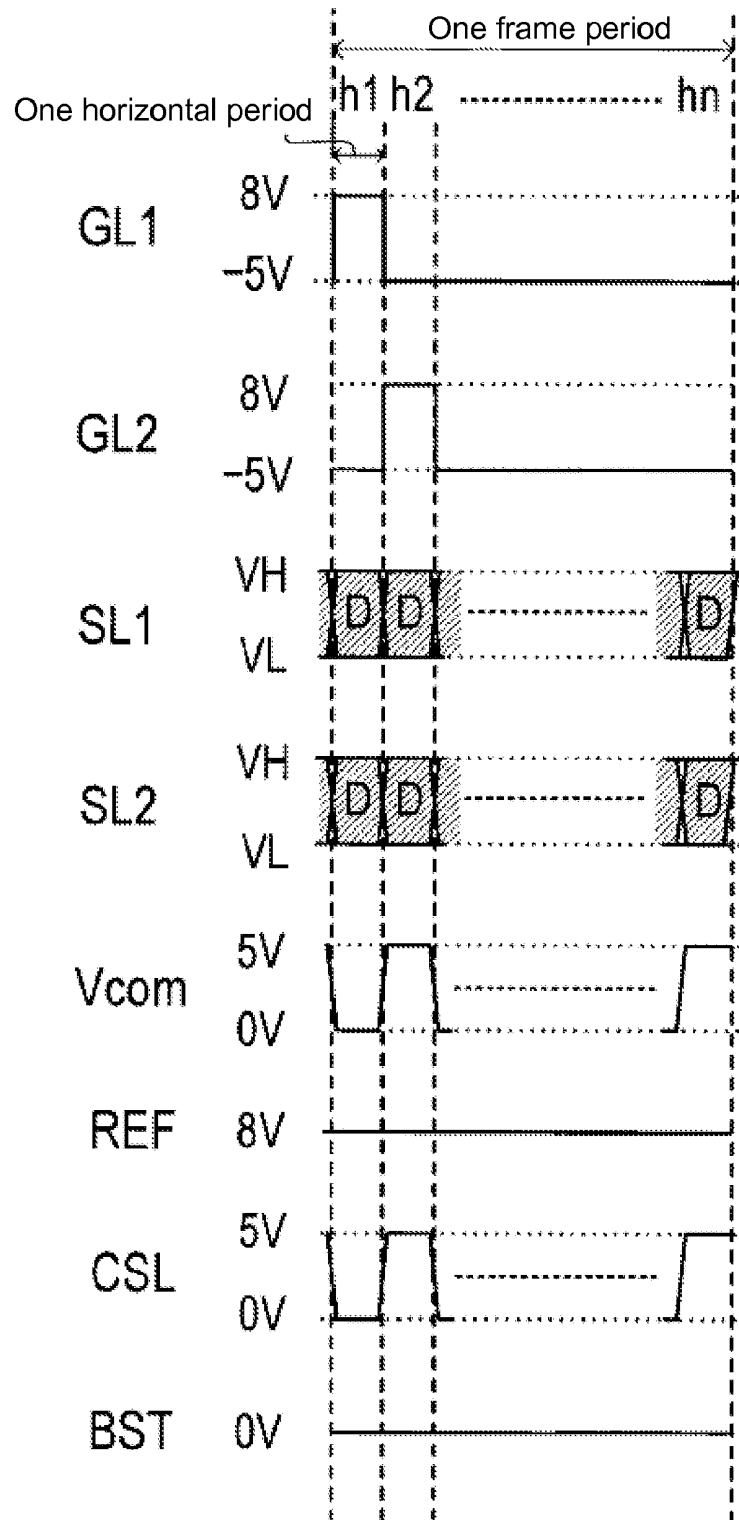 One frame period
h1 h2 hn
One horizontal period
8V
GL1
-5V
8V
GL2
-5V
VH
SL1 D D D
VL
VH
SL2 D D D
VL
5V
Vcom
0V
REF 8V
5V
CSL
0V
BST 0V